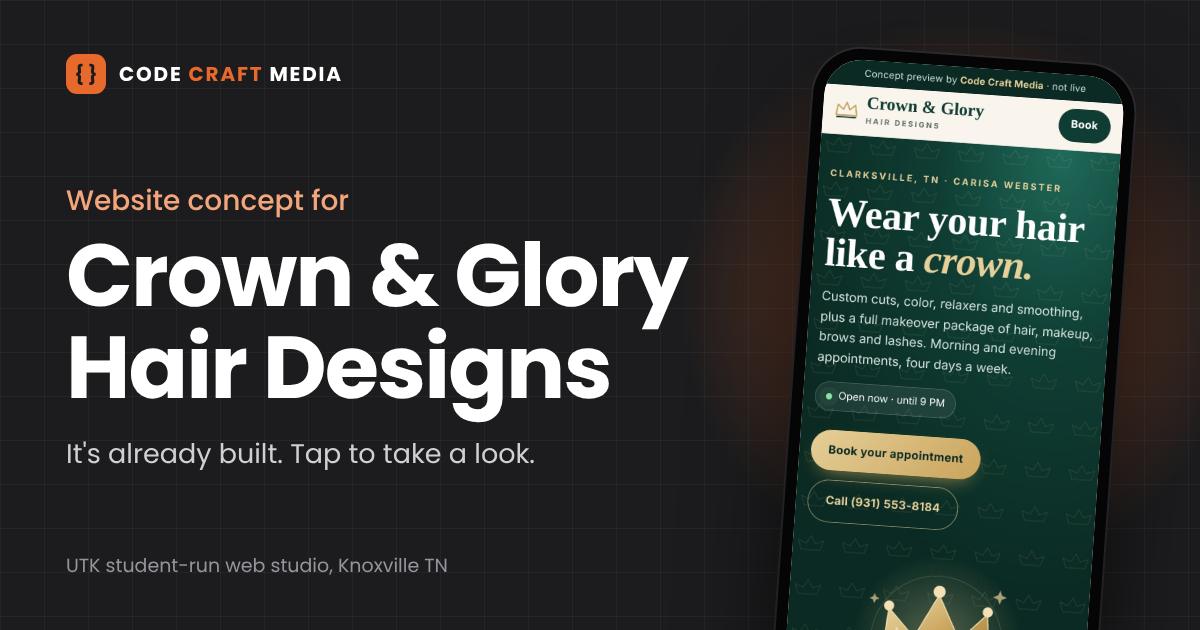 { } CODE CRAFT MEDIA
Website concept for
Crown & Glory
Hair Designs
It's already built. Tap to take a look.
UTK student-run web studio, Knoxville TN
Concept preview by Code Craft Media · not live
Crown & Glory
HAIR DESIGNS
Book
CLARKSVILLE, TN · CARISA WEBSTER
Wear your hair
like a crown.
Custom cuts, color, relaxers and smoothing,
plus a full makeover package of hair, makeup,
brows and lashes. Morning and evening
appointments, four days a week.
Open now · until 9 PM
Book your appointment
Call (931) 553-8184